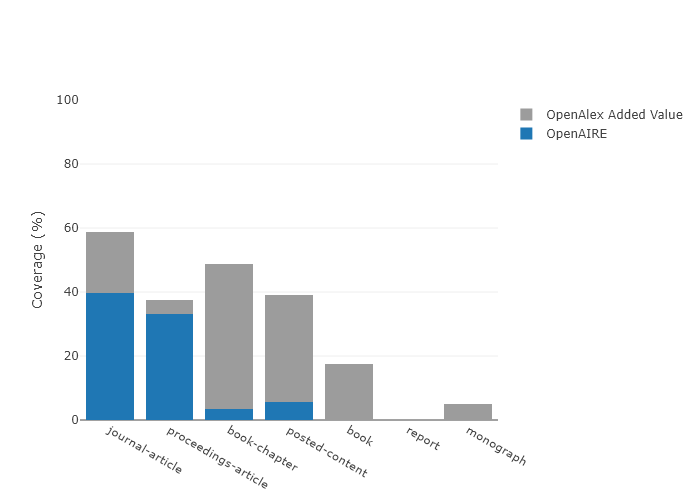 100
80
60
40
20
0
Coverage (%)
journal-article
proceedings-article
book-chapter
posted-content
book
report
monograph
OpenAlex Added Value
OpenAIRE